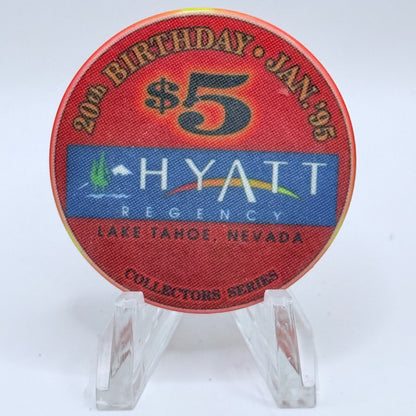 20th BIRTHDAY • JAN. '95
$5
HYATT
REGENCY
LAKE TAHOE, NEVADA
COLLECTORS SERIES